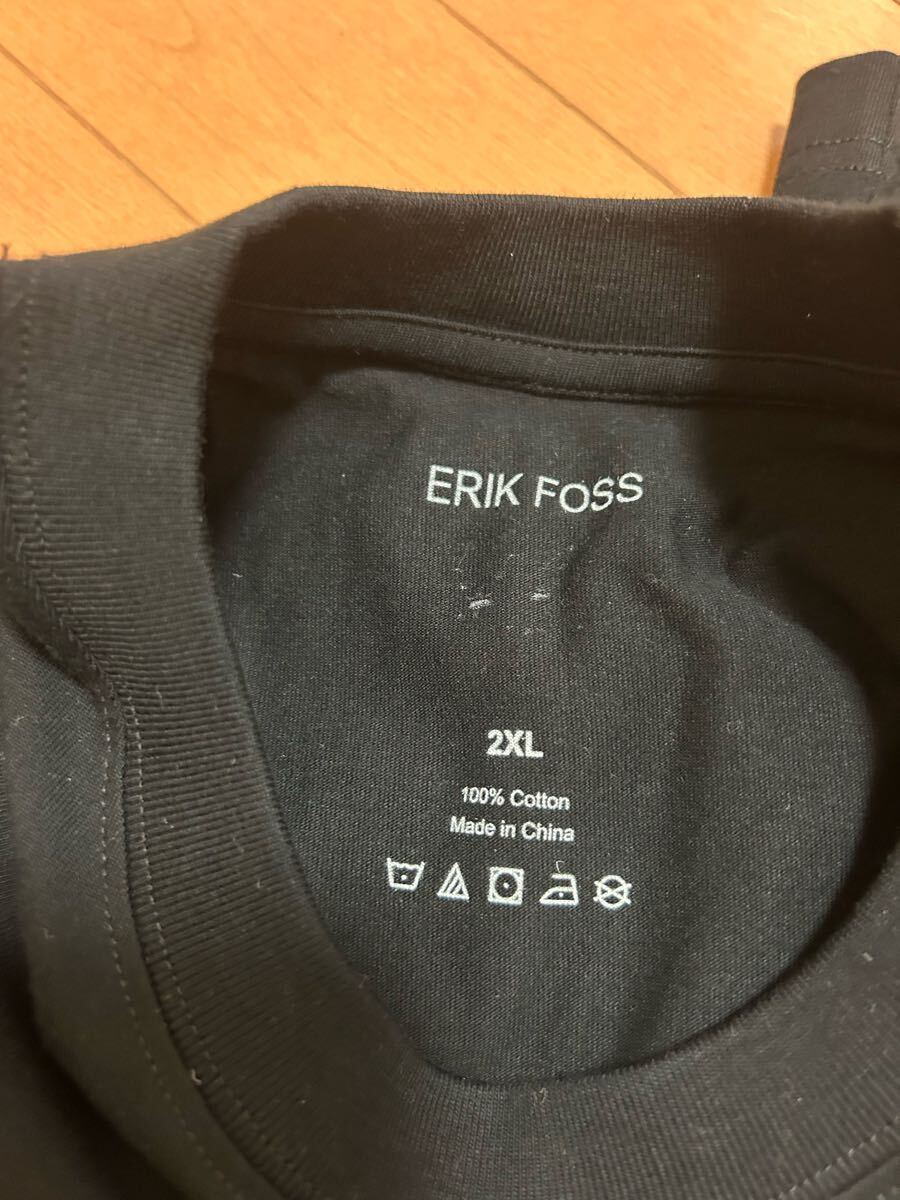 ERIK FOSS
2XL
100% Cotton
Made in China